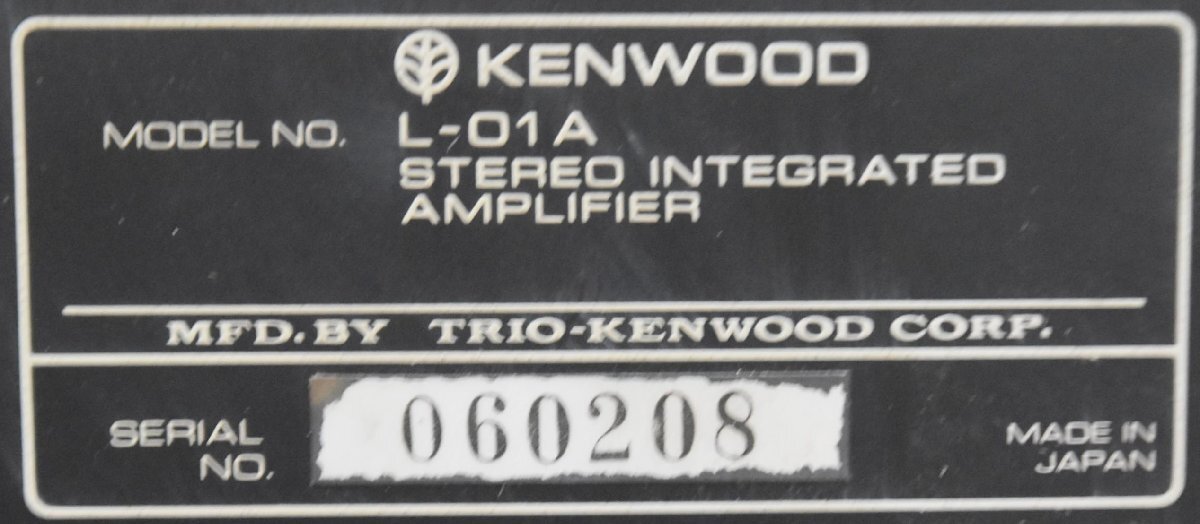 KENWOOD
MODEL NO. L-01A
STEREO INTEGRATED
AMPLIFIER
MFD. BY TRIO-KENWOOD CORP.
SERIAL NO. 060208
MADE IN
JAPAN